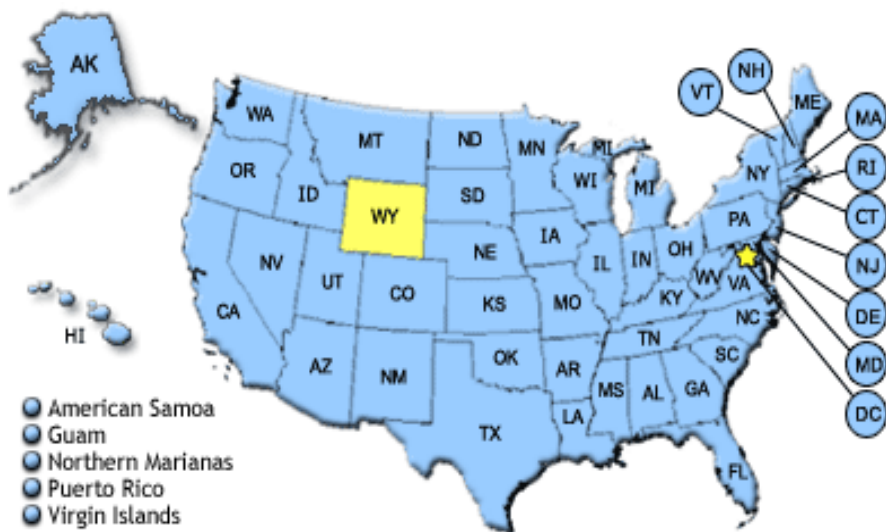 AK
VT
NH
ME
MA
RI
CT
NJ
DE
MD
DC
WA
MT
ND
MN
MI
OR
ID
WY
SD
WI
MI
NY
PA
NV
UT
NE
IA
IL
IN
OH
WV
VA
CA
CO
KS
MO
KY
NC
HI
AZ
NM
OK
AR
TN
SC
TX
LA
MS
AL
GA
FL
American Samoa
Guam
Northern Marianas
Puerto Rico
Virgin Islands